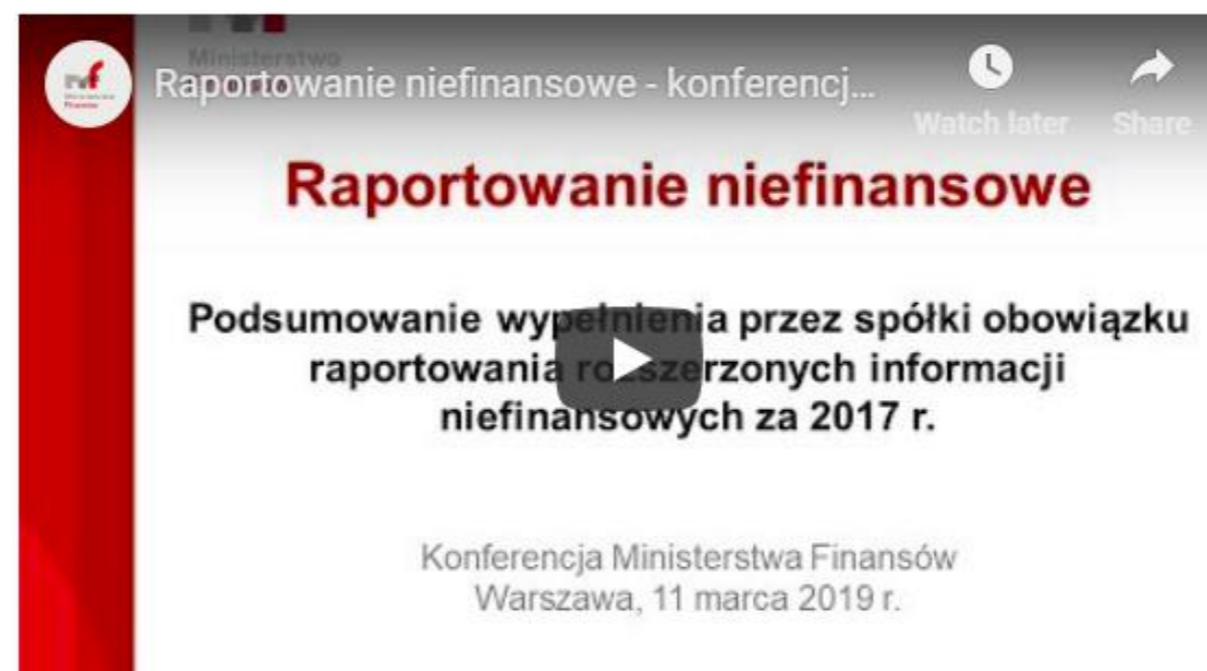 Ministerstwo
Raportowanie niefinansowe - konferencj...
Watch later
Share
Raportowanie niefinansowe
Podsumowanie wypełnienia przez spółki obowiązku
raportowania rozszerzonych informacji
niefinansowych za 2017 r.
Konferencja Ministerstwa Finansów
Warszawa, 11 marca 2019 r.